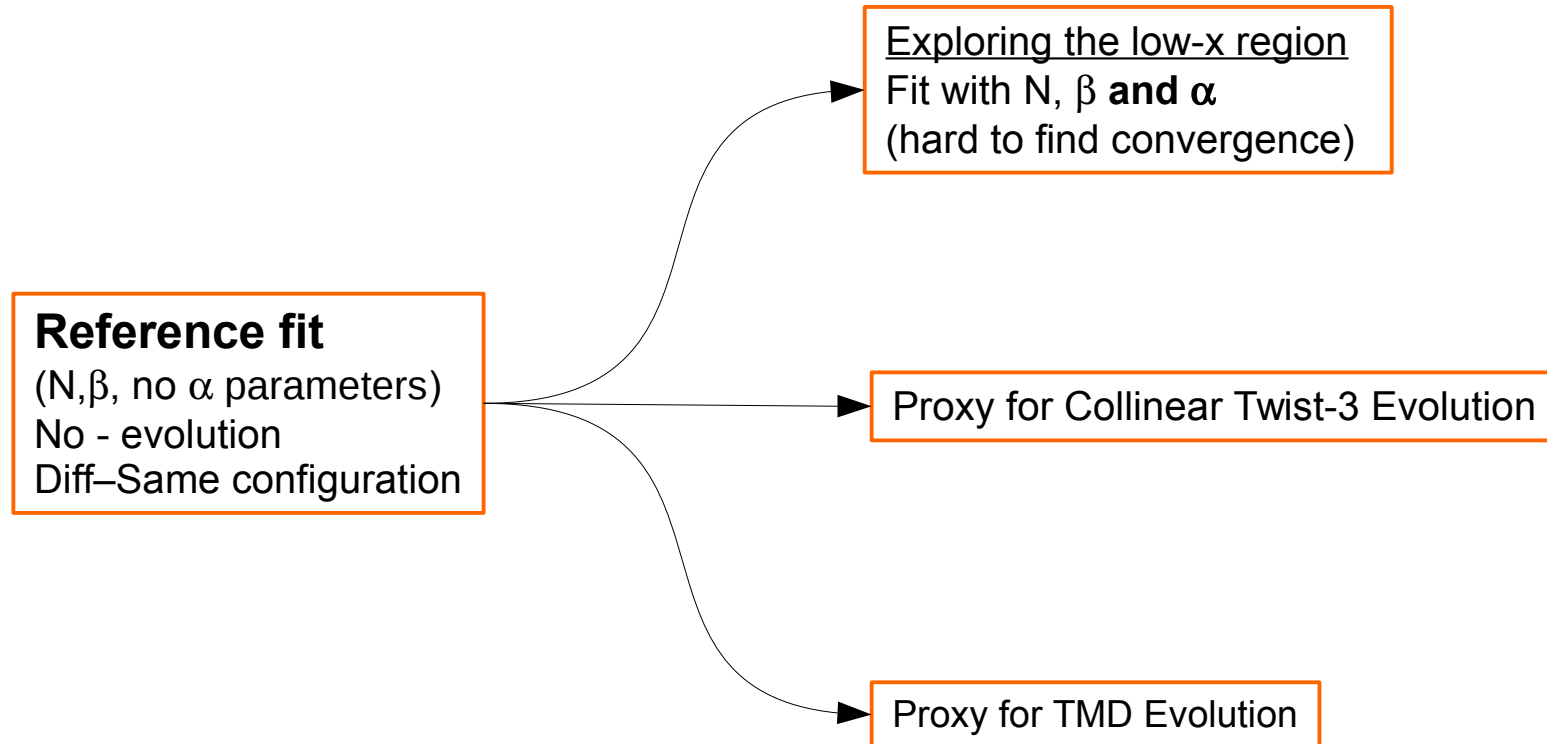 Exploring the low-x region
Fit with N, β and α
(hard to find convergence)
Reference fit
(N,β, no α parameters)
No - evolution
Diff–Same configuration
Proxy for Collinear Twist-3 Evolution
Proxy for TMD Evolution